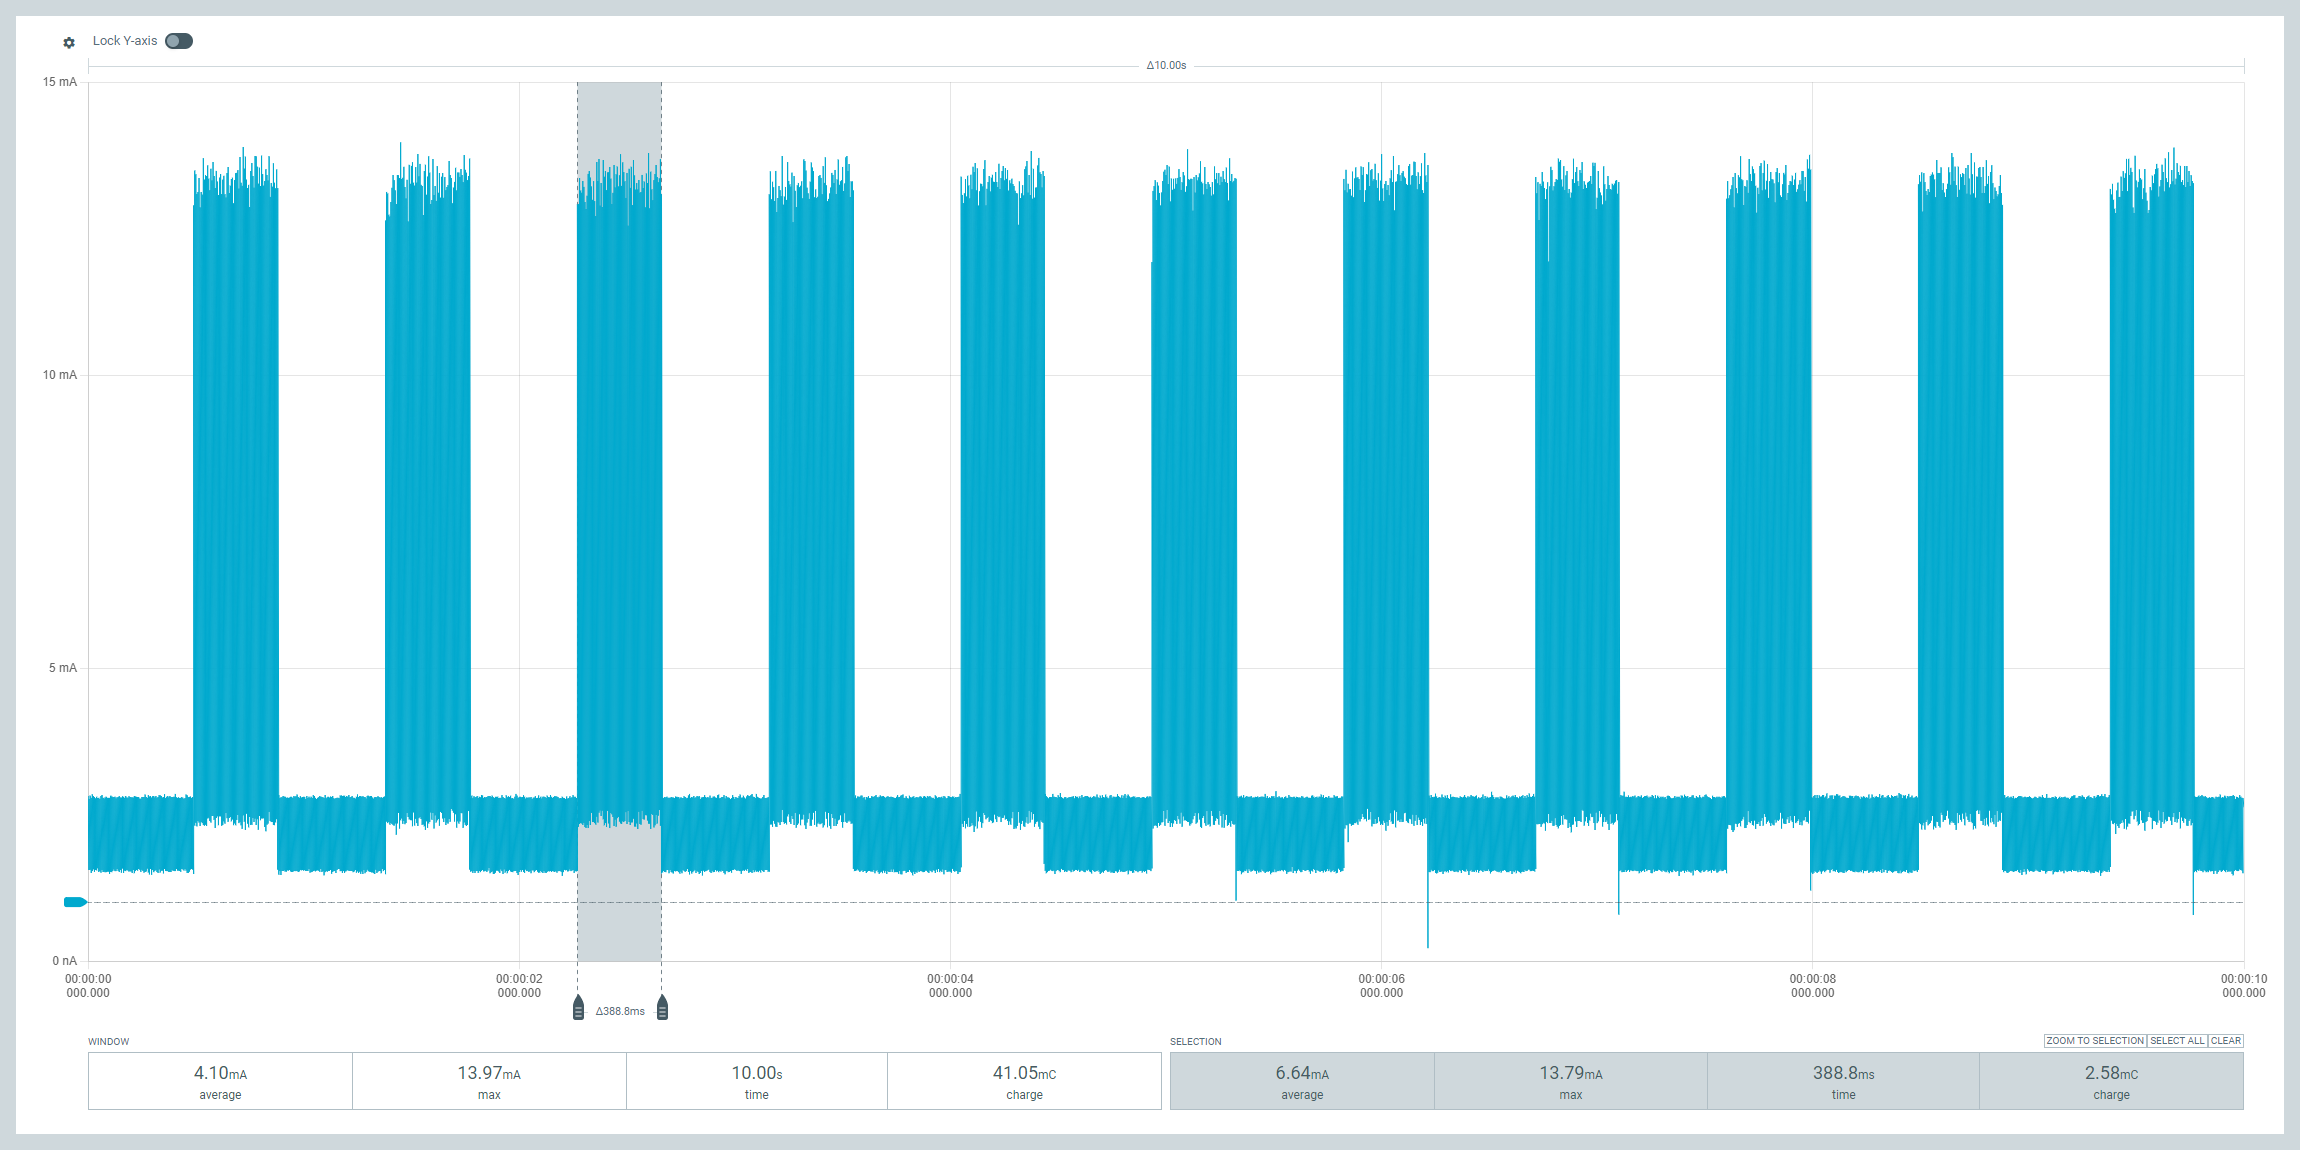 Lock Y-axis
Δ10.00s
15 mA
10 mA
5 mA
0 nA
00:00:00 00:00:02 00:00:04 00:00:06 00:00:08 00:00:10
000.000 000.000 000.000 000.000 000.000 000.000
Δ388.8ms
WINDOW
4.10mA 13.97mA 10.00s 41.05mC
average max time charge
SELECTION ZOOM TO SELECTION SELECT ALL CLEAR
6.64mA 13.79mA 388.8ms 2.58mC
average max time charge